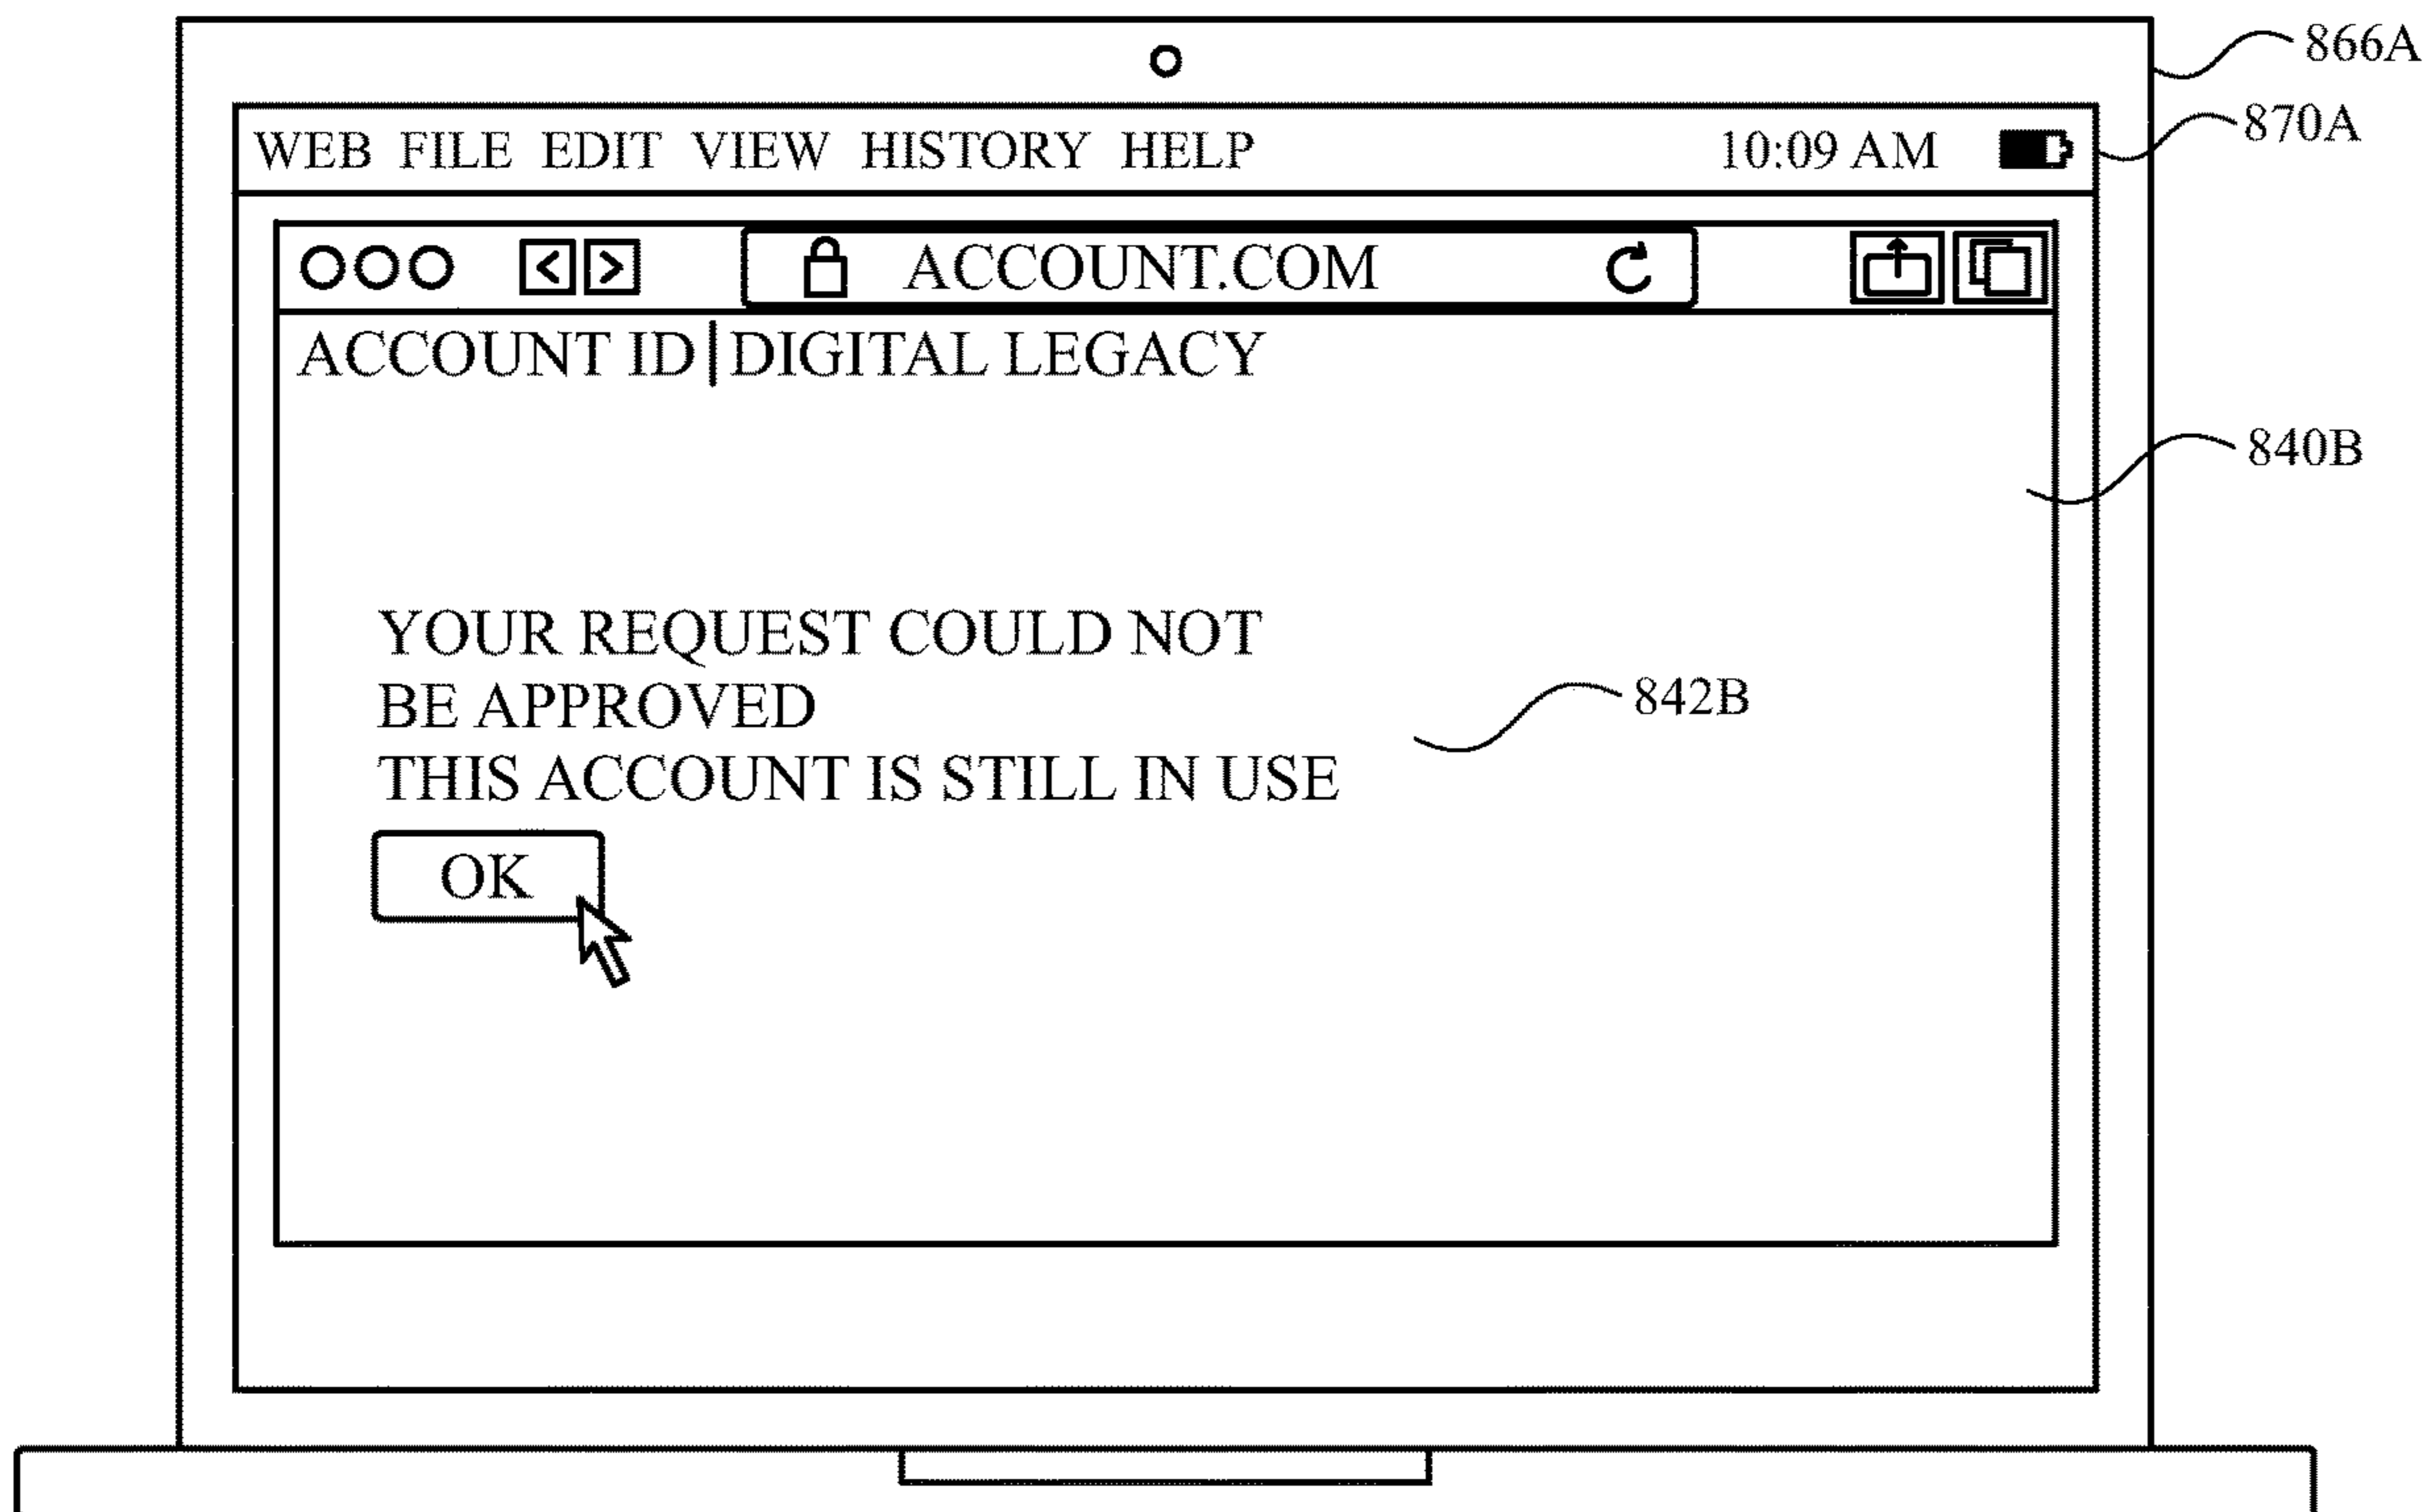 866A
WEB FILE EDIT VIEW HISTORY HELP 10:09 AM
870A
ACCOUNT.COM
ACCOUNT ID|DIGITAL LEGACY
840B
YOUR REQUEST COULD NOT
BE APPROVED
842B
THIS ACCOUNT IS STILL IN USE
OK